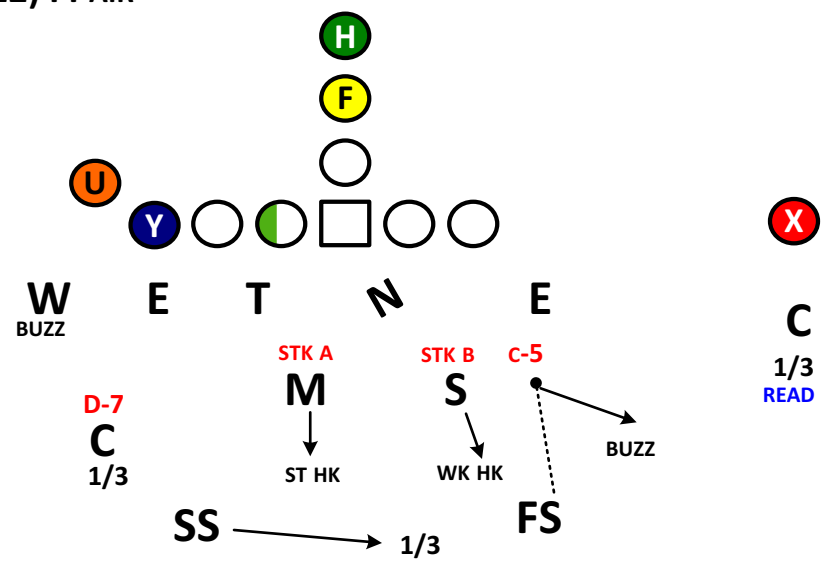 H
F
U
Y
X
W E T N E
BUZZ
C
1/3
READ
STK A STK B C-5
M S
D-7
C
1/3
ST HK WK HK BUZZ
SS FS
1/3